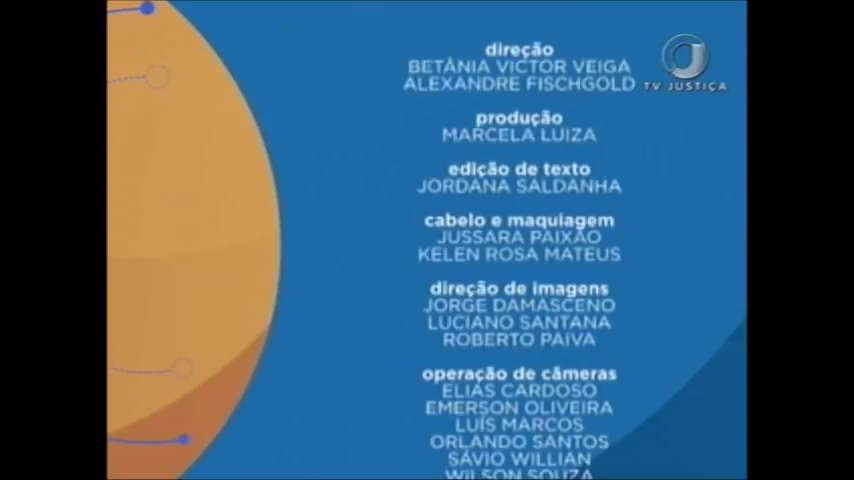 direção
BETÂNIA VICTOR VEIGA
ALEXANDRE FISCHGOLD
TV JUSTIÇA
produção
MARCELA LUIZA
edição de texto
JORDANA SALDANHA
cabelo e maquiagem
JUSSARA PAIXÃO
KELEN ROSA MATEUS
direção de imagens
JORGE DAMASCENO
LUCIANO SANTANA
ROBERTO PAIVA
operação de câmeras
ELIAS CARDOSO
EMERSON OLIVEIRA
LUÍS MARCOS
ORLANDO SANTOS
SÁVIO WILLIAN
WILSON SOUZA